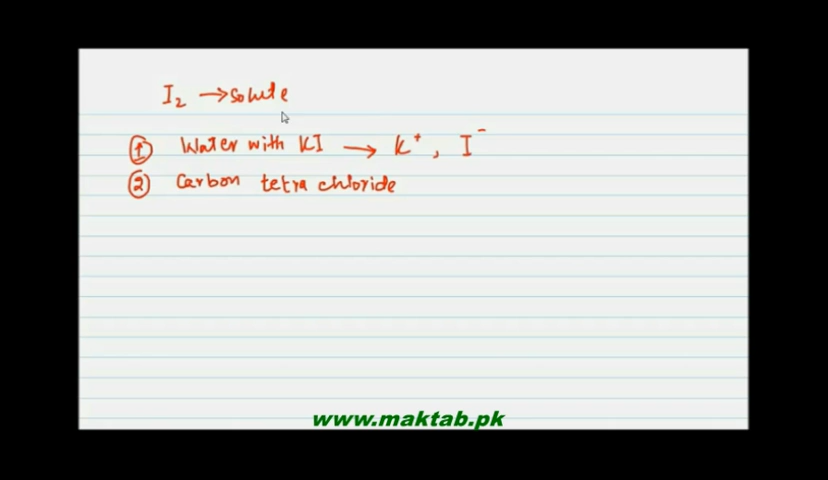 I₂ → solute
① Water with KI → K⁺, I⁻
② Carbon tetra chloride
www.maktab.pk